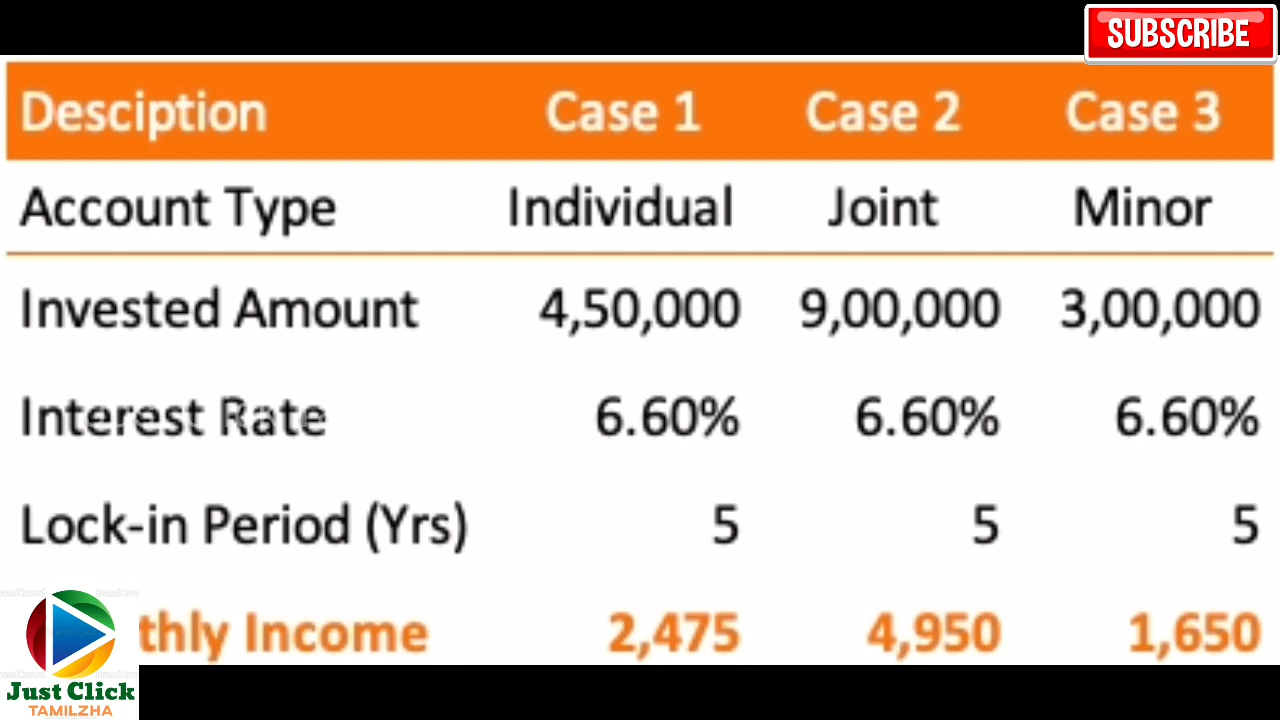 SUBSCRIBE
Desciption Case 1 Case 2 Case 3
Account Type Individual Joint Minor
Invested Amount 4,50,000 9,00,000 3,00,000
Interest Rate 6.60% 6.60% 6.60%
Lock-in Period (Yrs) 5 5 5
thly Income 2,475 4,950 1,650
Just Click
TAMILZHA